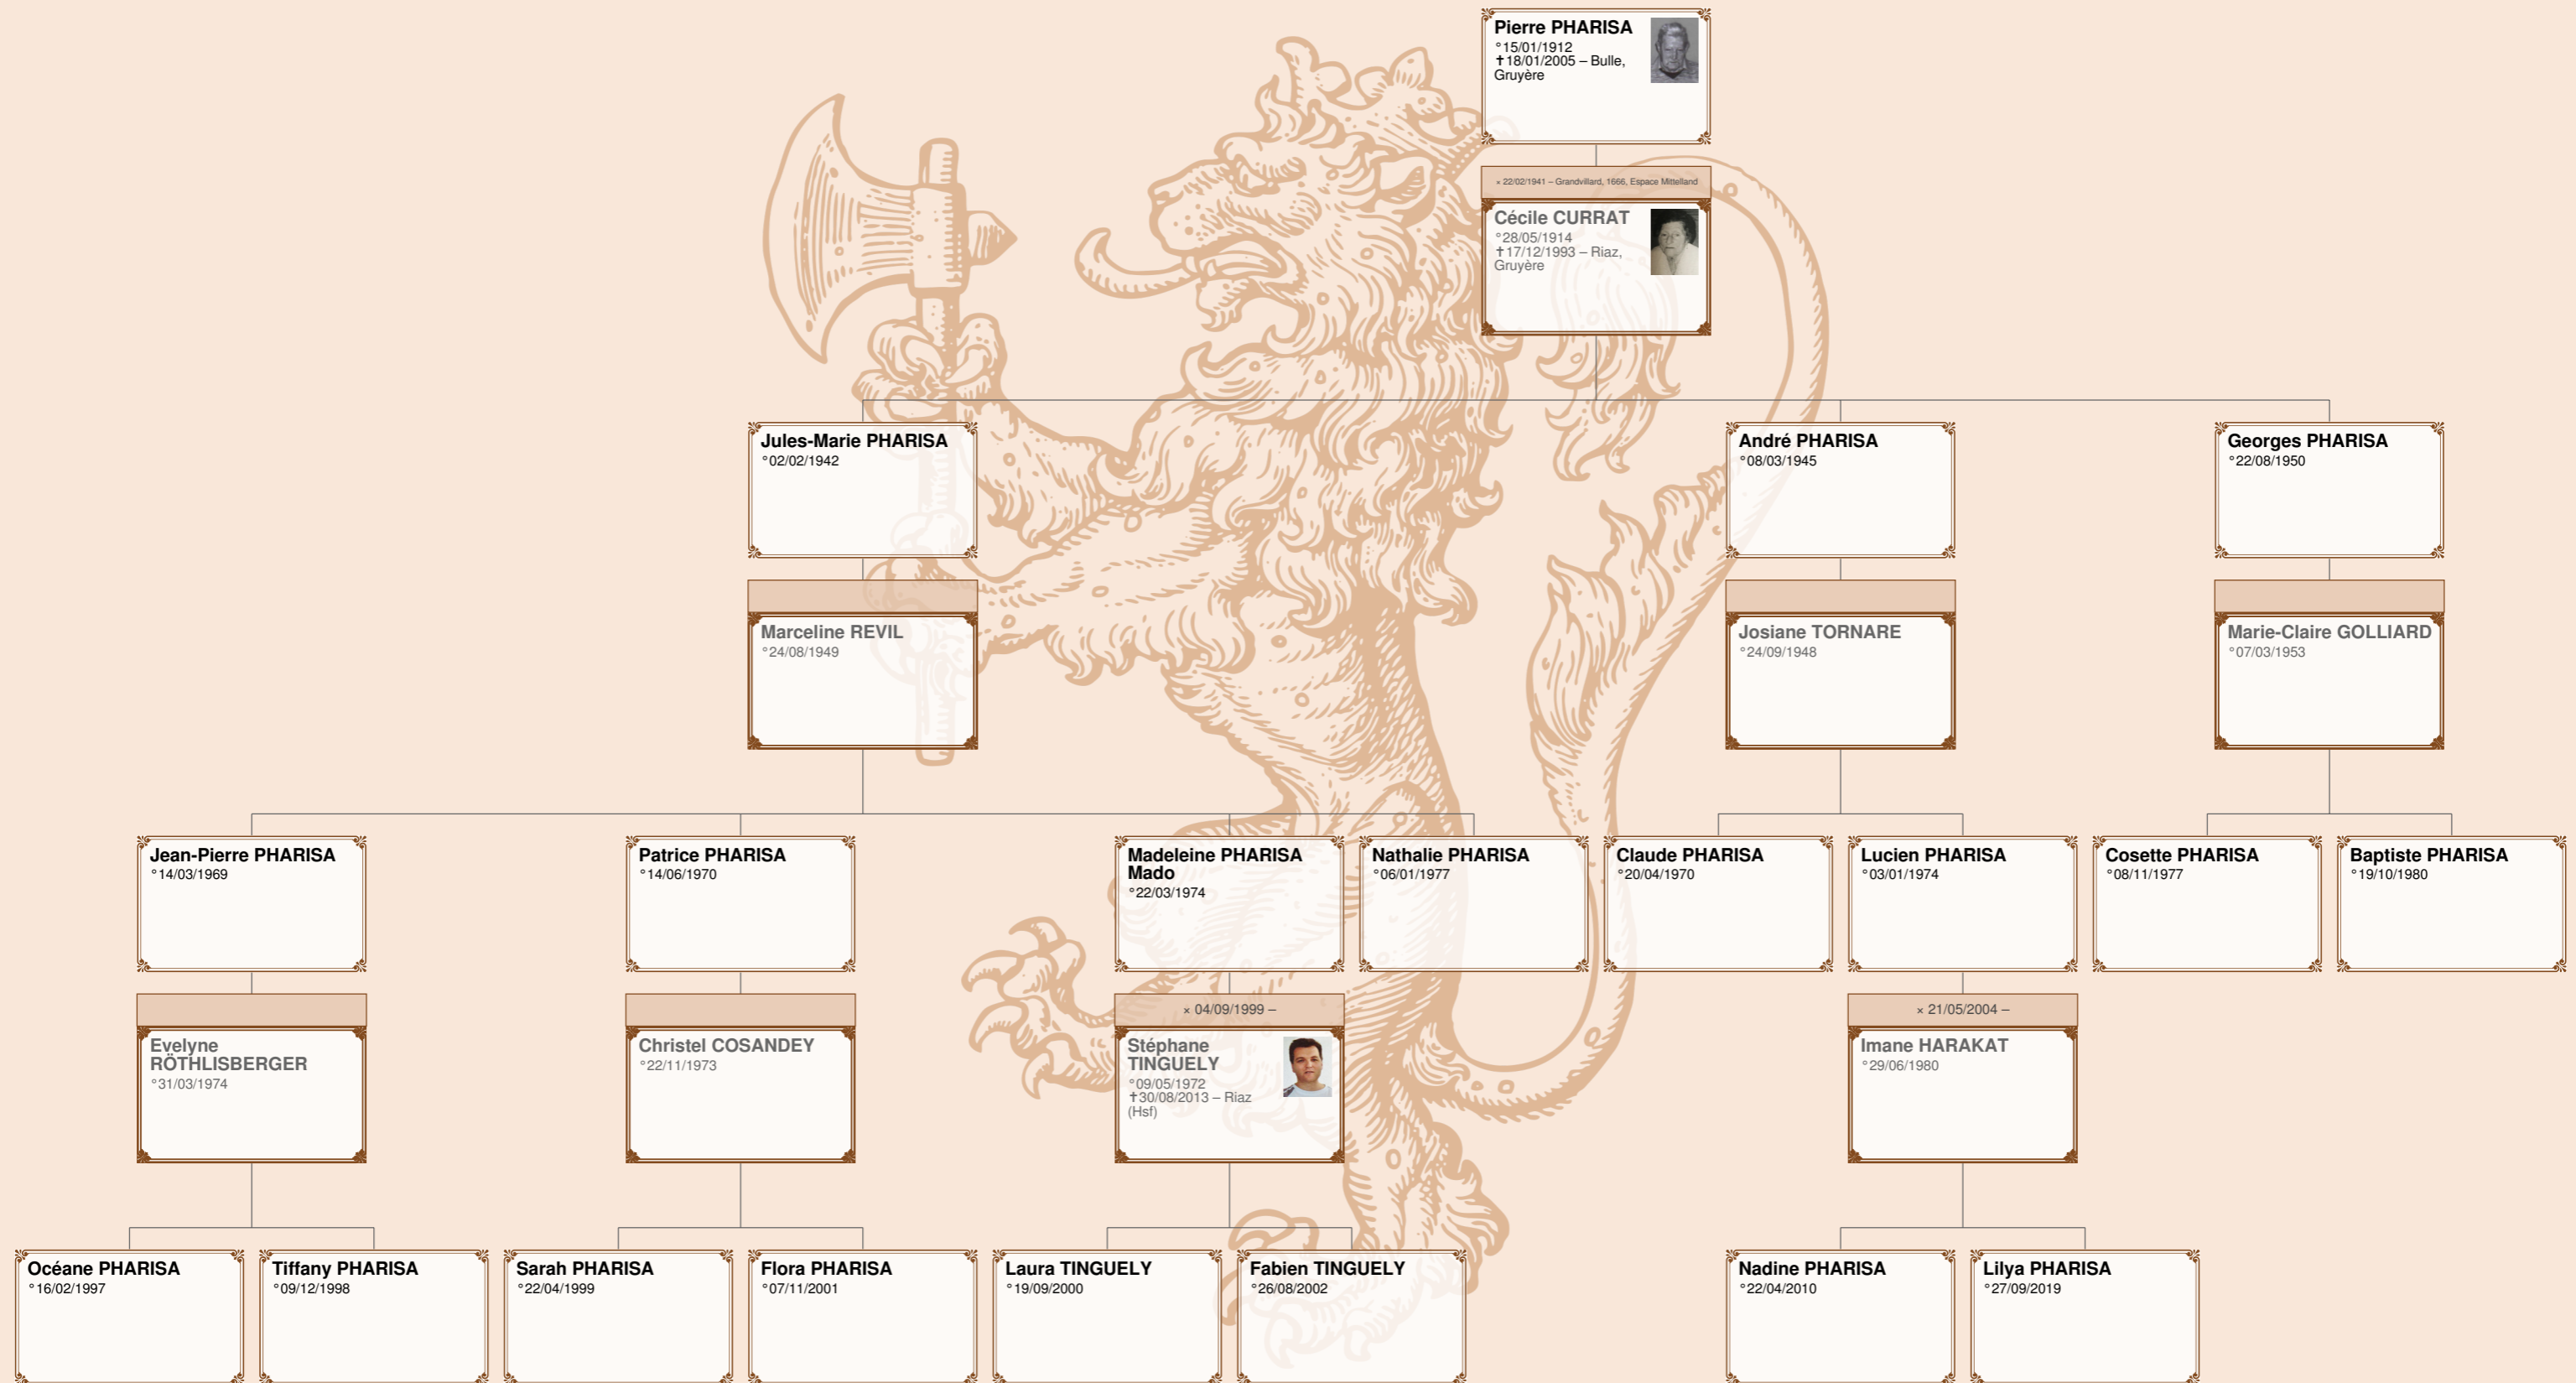 Pierre PHARISA
°15/01/1912
✝18/01/2005 – Bulle,
Gruyère
× 22/02/1941 – Grandvillard, 1666, Espace Mittelland
Cécile CURRAT
°28/05/1914
✝17/12/1993 – Riaz,
Gruyère
Jules-Marie PHARISA
°02/02/1942
André PHARISA
°08/03/1945
Georges PHARISA
°22/08/1950
Marceline REVIL
°24/08/1949
Josiane TORNARE
°24/09/1948
Marie-Claire GOLLIARD
°07/03/1953
Jean-Pierre PHARISA
°14/03/1969
Patrice PHARISA
°14/06/1970
Madeleine PHARISA
Mado
°22/03/1974
Nathalie PHARISA
°06/01/1977
Claude PHARISA
°20/04/1970
Lucien PHARISA
°03/01/1974
Cosette PHARISA
°08/11/1977
Baptiste PHARISA
°19/10/1980
Evelyne
RÖTHLISBERGER
°31/03/1974
Christel COSANDEY
°22/11/1973
× 04/09/1999 –
Stéphane
TINGUELY
°09/05/1972
✝30/08/2013 – Riaz
(Hsf)
× 21/05/2004 –
Imane HARAKAT
°29/06/1980
Océane PHARISA
°16/02/1997
Tiffany PHARISA
°09/12/1998
Sarah PHARISA
°22/04/1999
Flora PHARISA
°07/11/2001
Laura TINGUELY
°19/09/2000
Fabien TINGUELY
°26/08/2002
Nadine PHARISA
°22/04/2010
Lilya PHARISA
°27/09/2019